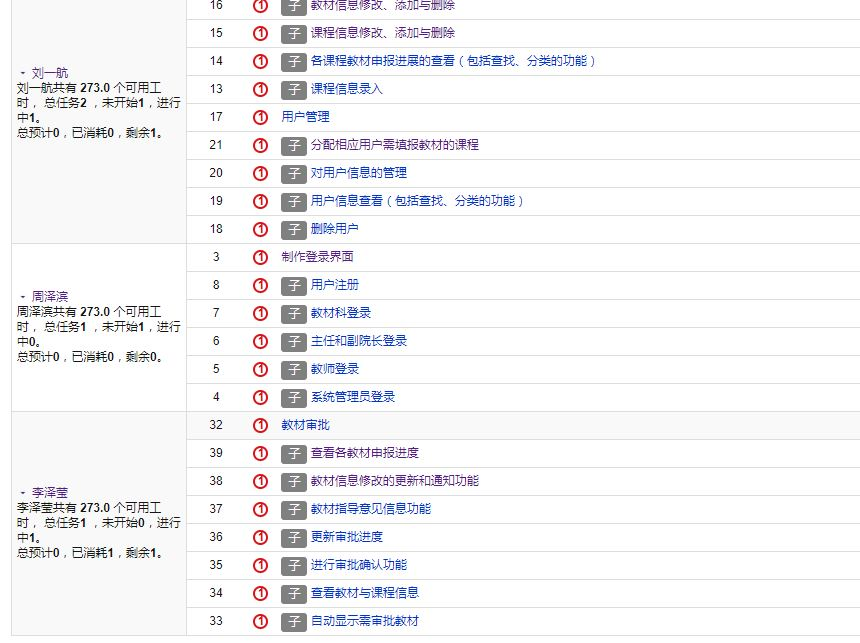 16 1 子 教材信息修改、添加与删除
15 1 子 课程信息修改、添加与删除
14 1 子 各课程教材申报进展的查看（包括查找、分类的功能）
13 1 子 课程信息录入
17 1 用户管理
21 1 子 分配相应用户需填报教材的课程
20 1 子 对用户信息的管理
19 1 子 用户信息查看（包括查找、分类的功能）
18 1 子 删除用户
刘一航
刘一航共有 273.0 个可用工
时， 总任务2 ，未开始1，进行
中1。
总预计0，已消耗0，剩余1。
3 1 制作登录界面
8 1 子 用户注册
7 1 子 教材科登录
6 1 子 主任和副院长登录
5 1 子 教师登录
4 1 子 系统管理员登录
周泽滨
周泽滨共有 273.0 个可用工
时， 总任务1 ，未开始1，进行
中0。
总预计0，已消耗0，剩余0。
32 1 教材审批
39 1 子 查看各教材申报进度
38 1 子 教材信息修改的更新和通知功能
37 1 子 教材指导意见信息功能
36 1 子 更新审批进度
35 1 子 进行审批确认功能
34 1 子 查看教材与课程信息
33 1 子 自动显示需审批教材
李泽莹
李泽莹共有 273.0 个可用工
时， 总任务1 ，未开始0，进行
中1。
总预计0，已消耗1，剩余1。